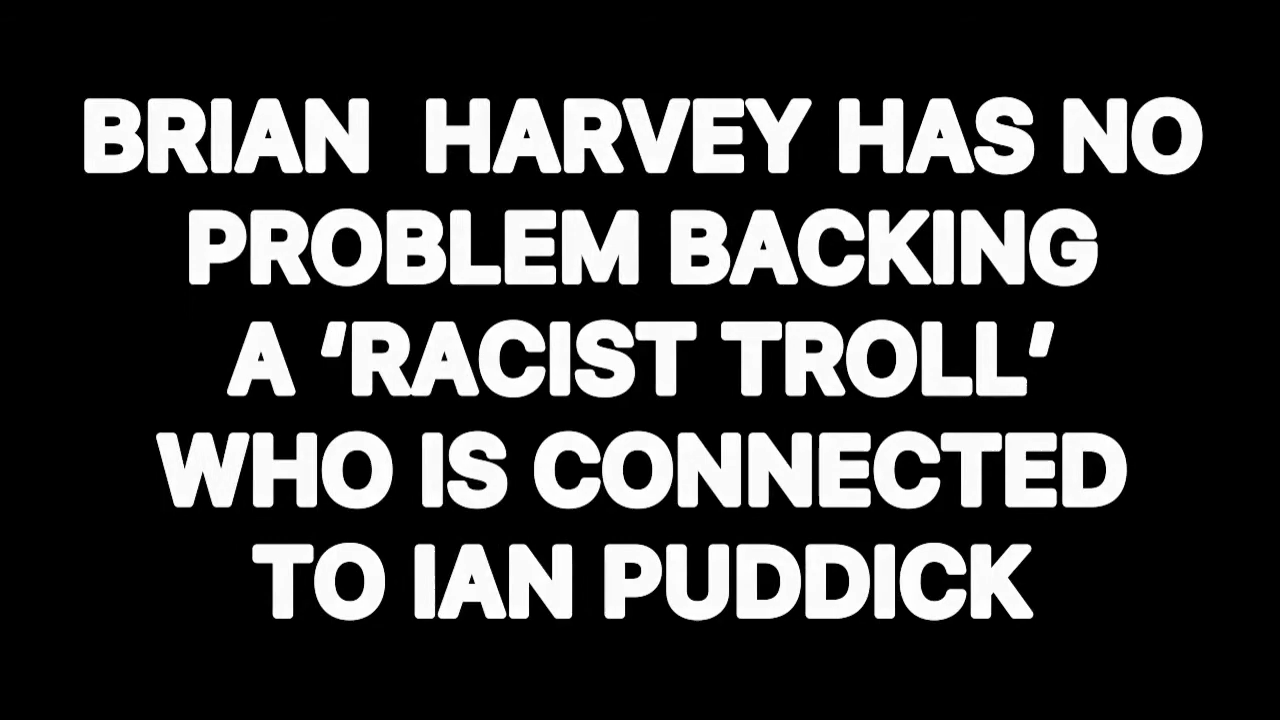 BRIAN  HARVEY HAS NO
PROBLEM BACKING
A ‘RACIST TROLL’
WHO IS CONNECTED
TO IAN PUDDICK